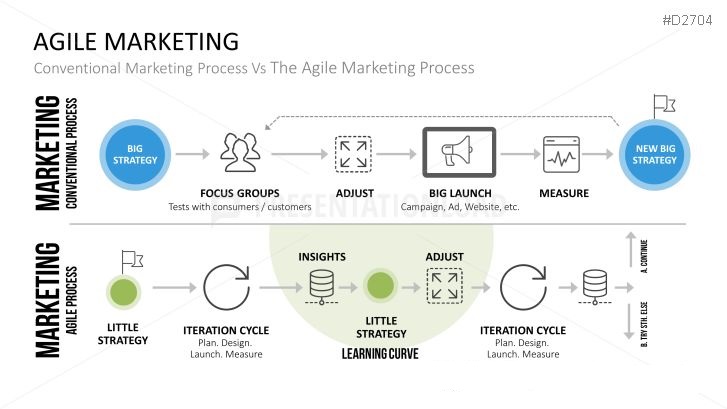 #D2704
AGILE MARKETING
Conventional Marketing Process Vs The Agile Marketing Process
MARKETING
CONVENTIONAL PROCESS
BIG
STRATEGY
FOCUS GROUPS
Tests with consumers / customers
ADJUST
BIG LAUNCH
Campaign, Ad, Website, etc.
MEASURE
NEW BIG
STRATEGY
MARKETING
AGILE PROCESS
LITTLE
STRATEGY
ITERATION CYCLE
Plan. Design.
Launch. Measure
INSIGHTS
LITTLE
STRATEGY
ADJUST
LEARNING CURVE
ITERATION CYCLE
Plan. Design.
Launch. Measure
A. CONTINUE
B. TRY STH. ELSE